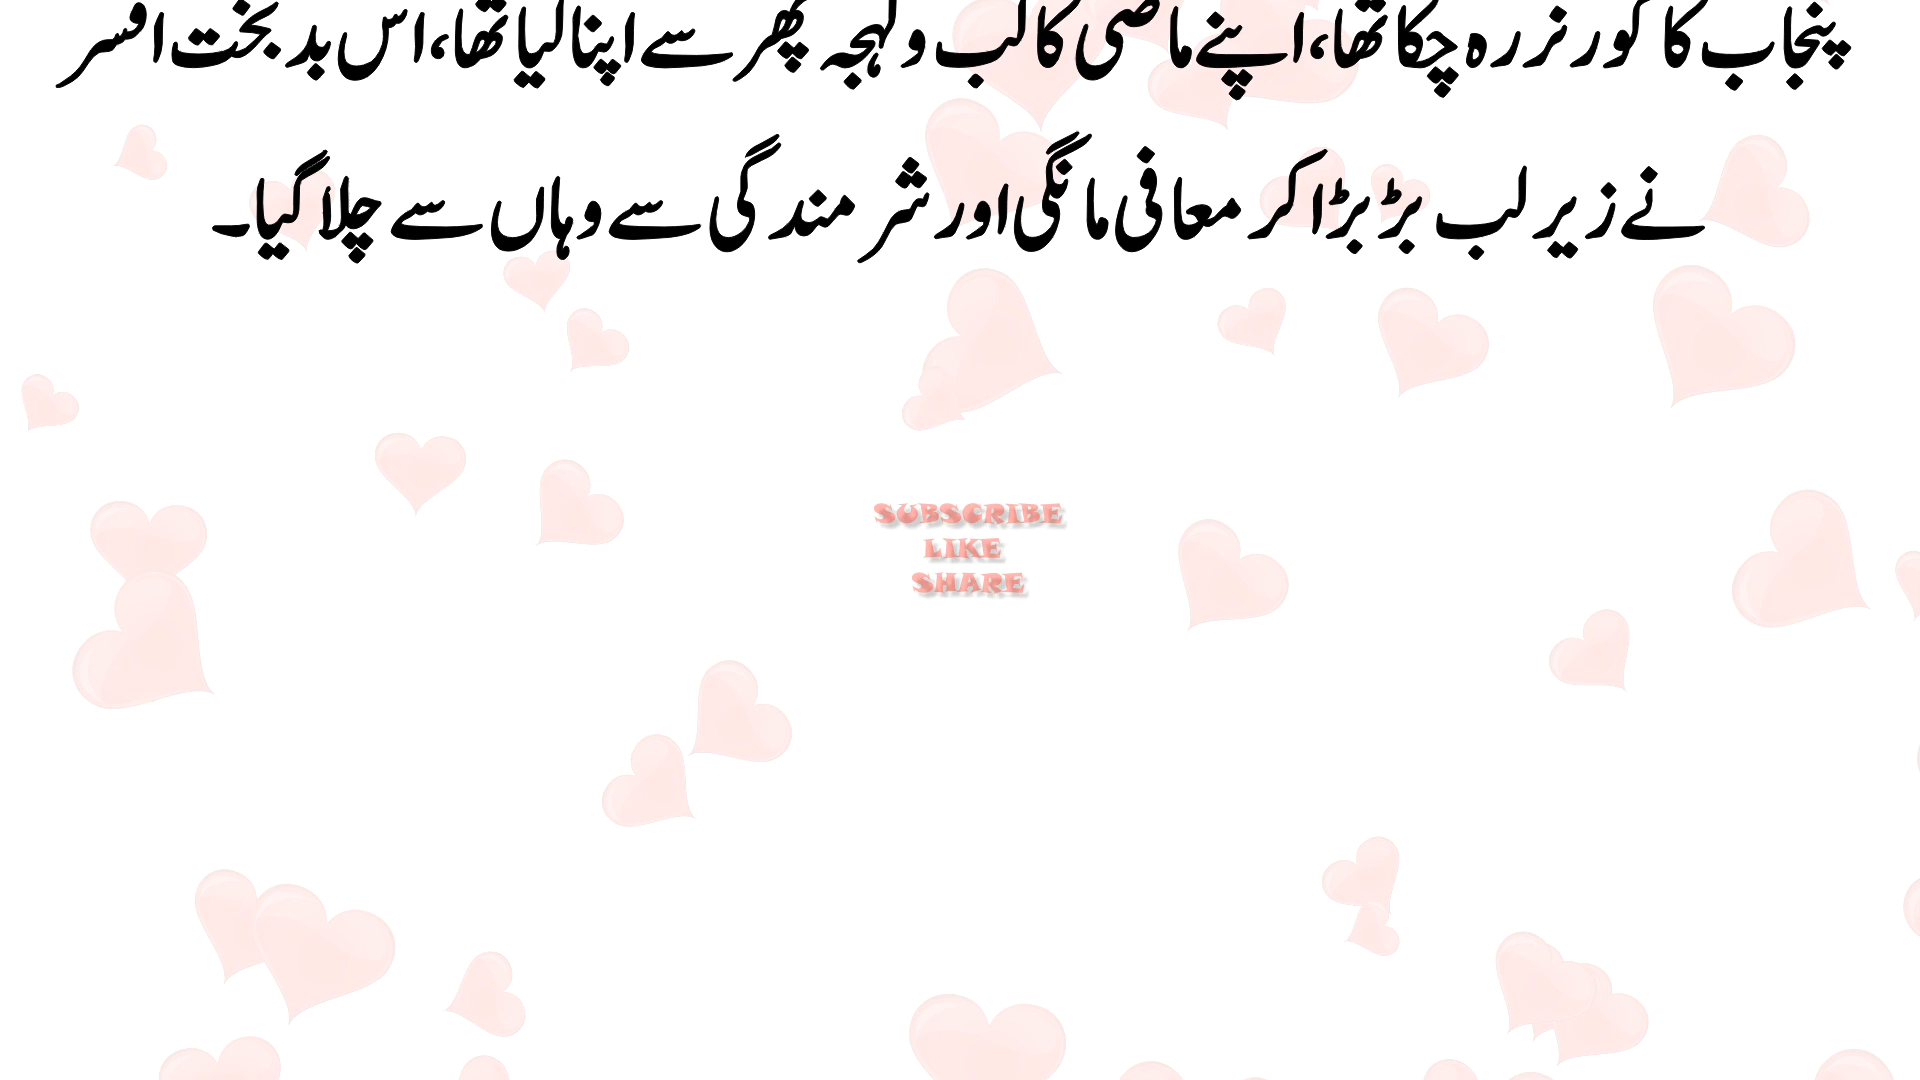 پنجاب کا گورنر رہ چکا تھا، اپنے ماضی کا لب و لہجہ پھر سے اپنا لیا تھا، اس بدبخت افسر
نے زیر لب بڑبڑا کر معافی مانگی اور شرمندگی سے وہاں سے چلا گیا۔
SUBSCRIBE
LIKE
SHARE